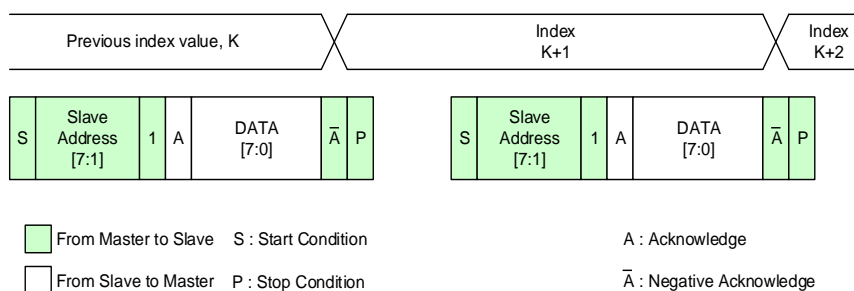 Previous index value, K
Index
K+1
Index
K+2
S
Slave
Address
[7:1]
1
A
DATA
[7:0]
A̅
P
S
Slave
Address
[7:1]
1
A
DATA
[7:0]
A̅
P
From Master to Slave
S : Start Condition
A : Acknowledge
From Slave to Master
P : Stop Condition
A̅ : Negative Acknowledge